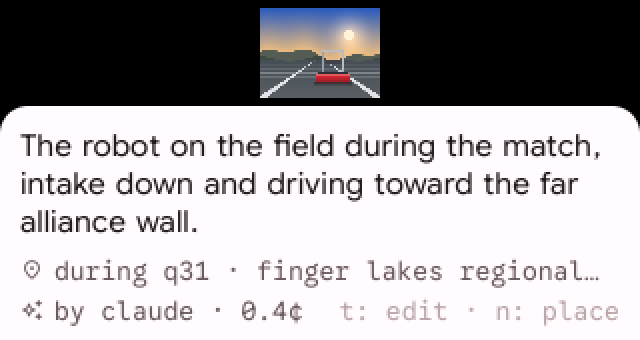 The robot on the field during the match,
intake down and driving toward the far
alliance wall.
during q31 · finger lakes regional…
by claude · 0.4¢ t: edit · n: place